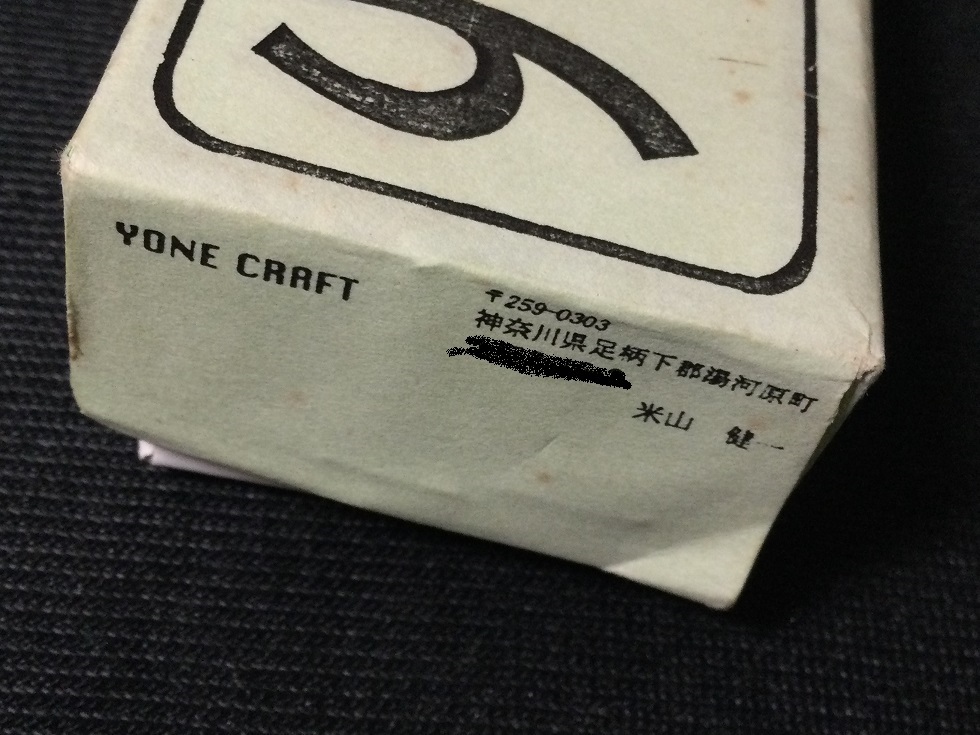 9
YONE CRAFT
〒259-0303
神奈川県足柄下郡湯河原町
米山 健一